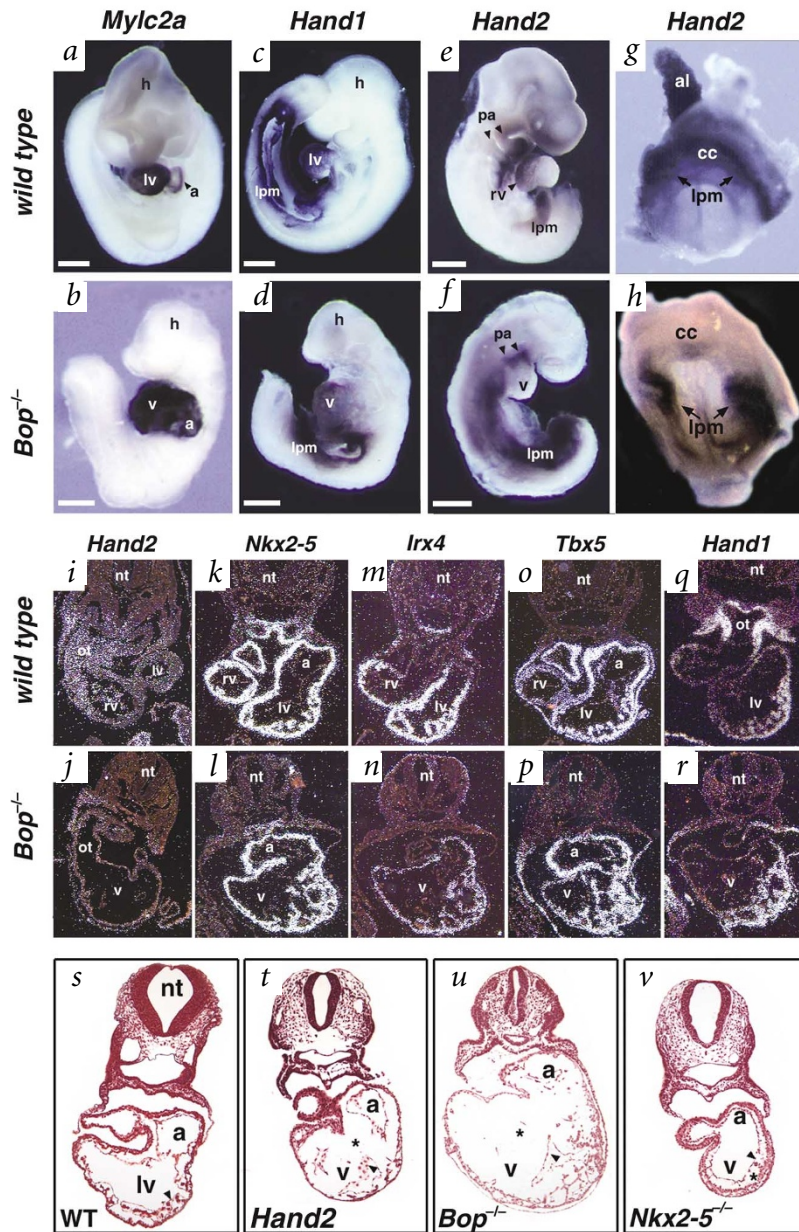 Mylc2a Hand1 Hand2 Hand2
wild type
a h lv a
c h lv lpm
e pa rv lpm
g al cc lpm
Bop-/-
b h v a
d h v lpm
f pa v lpm
h cc lpm
Hand2 Nkx2-5 Irx4 Tbx5 Hand1
wild type
i nt ot lv rv
k nt a rv lv
m nt rv lv
o nt a rv lv
q nt ot lv
Bop-/-
j nt ot v
l nt a v
n nt v
p nt a v
r nt v
s nt a lv WT
t a * v Hand2
u a * v Bop-/-
v a v * Nkx2-5-/-